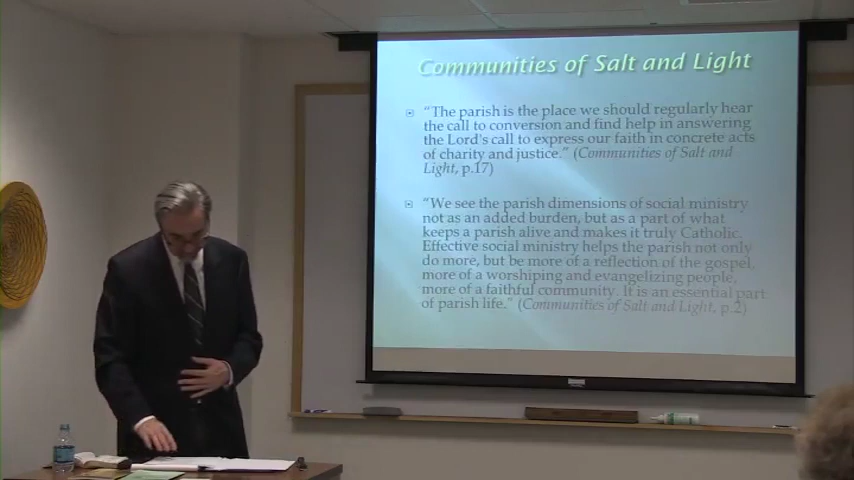 Communities of Salt and Light
“The parish is the place we should regularly hear
the call to conversion and find help in answering
the Lord's call to express our faith in concrete acts
of charity and justice.” (Communities of Salt and
Light, p.17)
“We see the parish dimensions of social ministry
not as an added burden, but as a part of what
keeps a parish alive and makes it truly Catholic.
Effective social ministry helps the parish not only
do more, but be more of a reflection of the gospel,
more of a worshiping and evangelizing people,
more of a faithful community. It is an essential part
of parish life.” (Communities of Salt and Light, p.2)